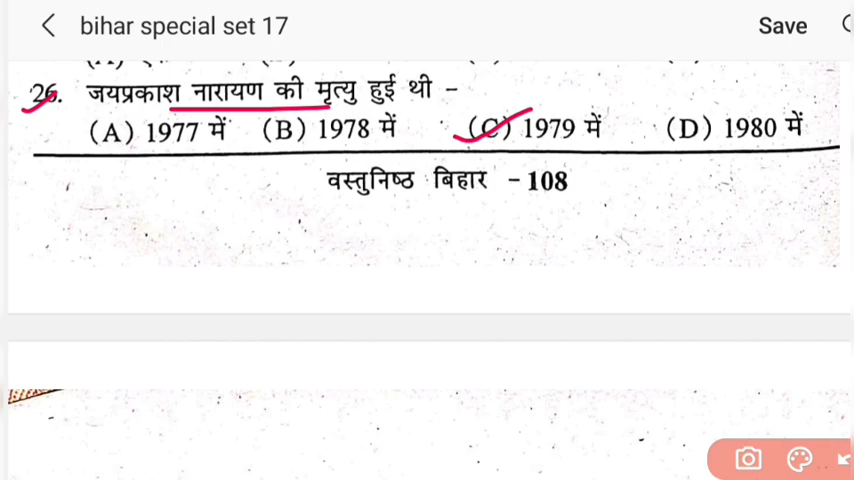 bihar special set 17
Save
26. जयप्रकाश नारायण की मृत्यु हुई थी -
(A) 1977 में (B) 1978 में (C) 1979 में (D) 1980 में
वस्तुनिष्ठ बिहार - 108